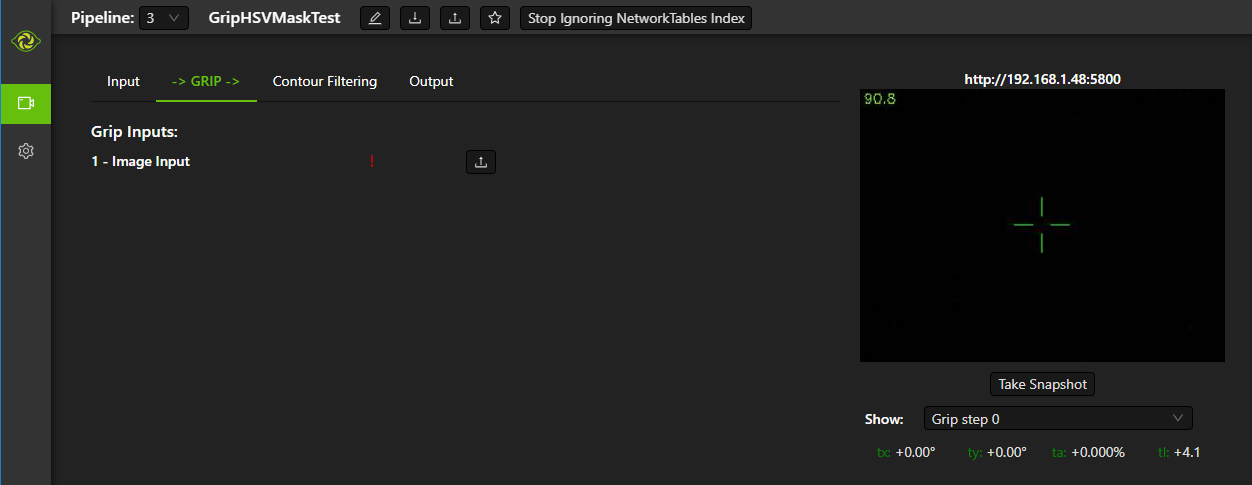 Pipeline: 3 GripHSVMaskTest Stop Ignoring NetworkTables Index
Input -> GRIP -> Contour Filtering Output
Grip Inputs:
1 - Image Input !
http://192.168.1.48:5800
90.8
Take Snapshot
Show: Grip step 0
tx: +0.00° ty: +0.00° ta: +0.000% tl: +4.1